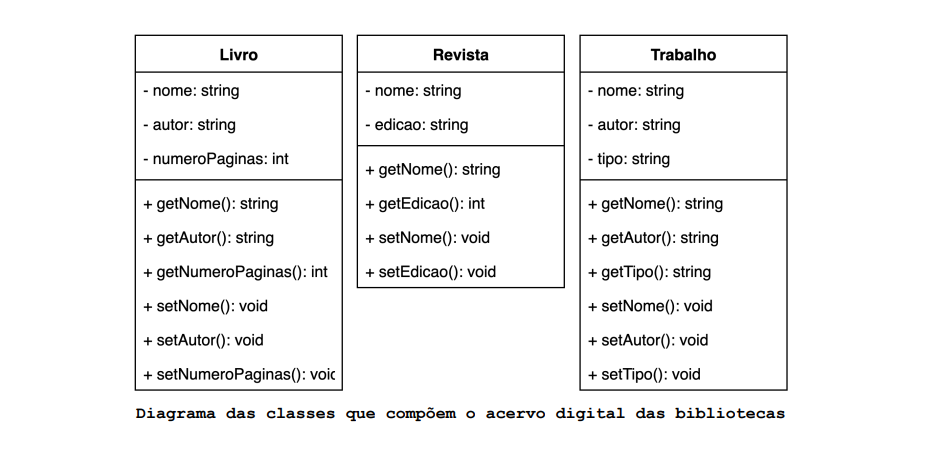 Livro
- nome: string
- autor: string
- numeroPaginas: int
+ getNome(): string
+ getAutor(): string
+ getNumeroPaginas(): int
+ setNome(): void
+ setAutor(): void
+ setNumeroPaginas(): voic
Revista
- nome: string
- edicao: string
+ getNome(): string
+ getEdicao(): int
+ setNome(): void
+ setEdicao(): void
Trabalho
- nome: string
- autor: string
- tipo: string
+ getNome(): string
+ getAutor(): string
+ getTipo(): string
+ setNome(): void
+ setAutor(): void
+ setTipo(): void
Diagrama das classes que compõem o acervo digital das bibliotecas